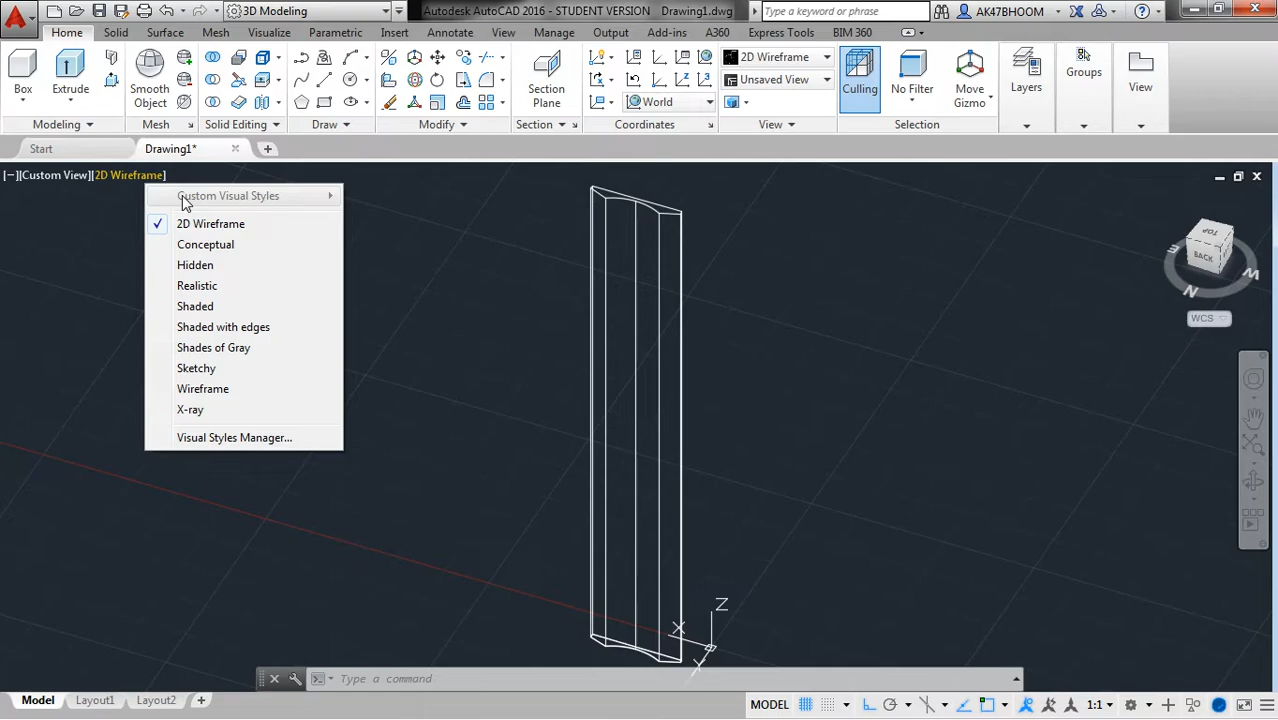 3D Modeling
Autodesk AutoCAD 2016 - STUDENT VERSION Drawing1.dwg
Type a keyword or phrase
AK47BHOOM
Home Solid Surface Mesh Visualize Parametric Insert Annotate View Manage Output Add-ins A360 Express Tools BIM 360
Box
Extrude
Smooth Object
Section Plane
World
2D Wireframe
Unsaved View
Culling
No Filter
Move Gizmo
Layers
Groups
View
Modeling Mesh Solid Editing Draw Modify Section Coordinates View Selection
Start Drawing1*
[−][Custom View][2D Wireframe]
Custom Visual Styles
2D Wireframe
Conceptual
Hidden
Realistic
Shaded
Shaded with edges
Shades of Gray
Sketchy
Wireframe
X-ray
Visual Styles Manager...
TOP
BACK
E
W
N
WCS
Z
X
Y
Type a command
Model Layout1 Layout2
MODEL
1:1